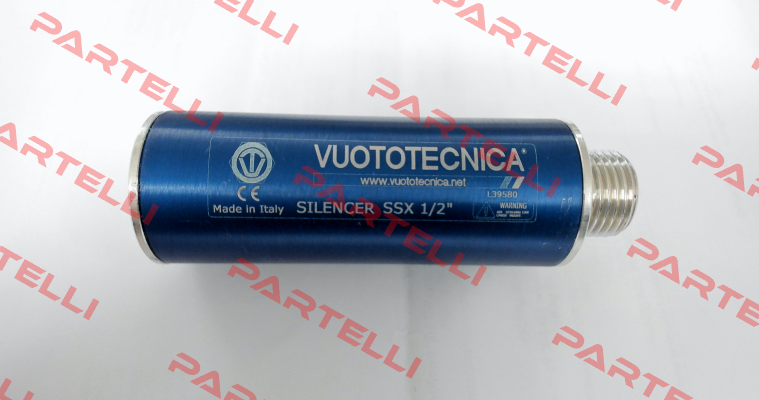 VUOTOTECNICA®
www.vuototecnica.net
L39580
CE
Made in Italy
SILENCER SSX 1/2"
WARNING
PARTELLI
PARTELLI
PARTELLI
PARTELLI
PARTELLI
PARTELLI
PARTELLI
PARTELLI
PARTELLI
PARTELLI